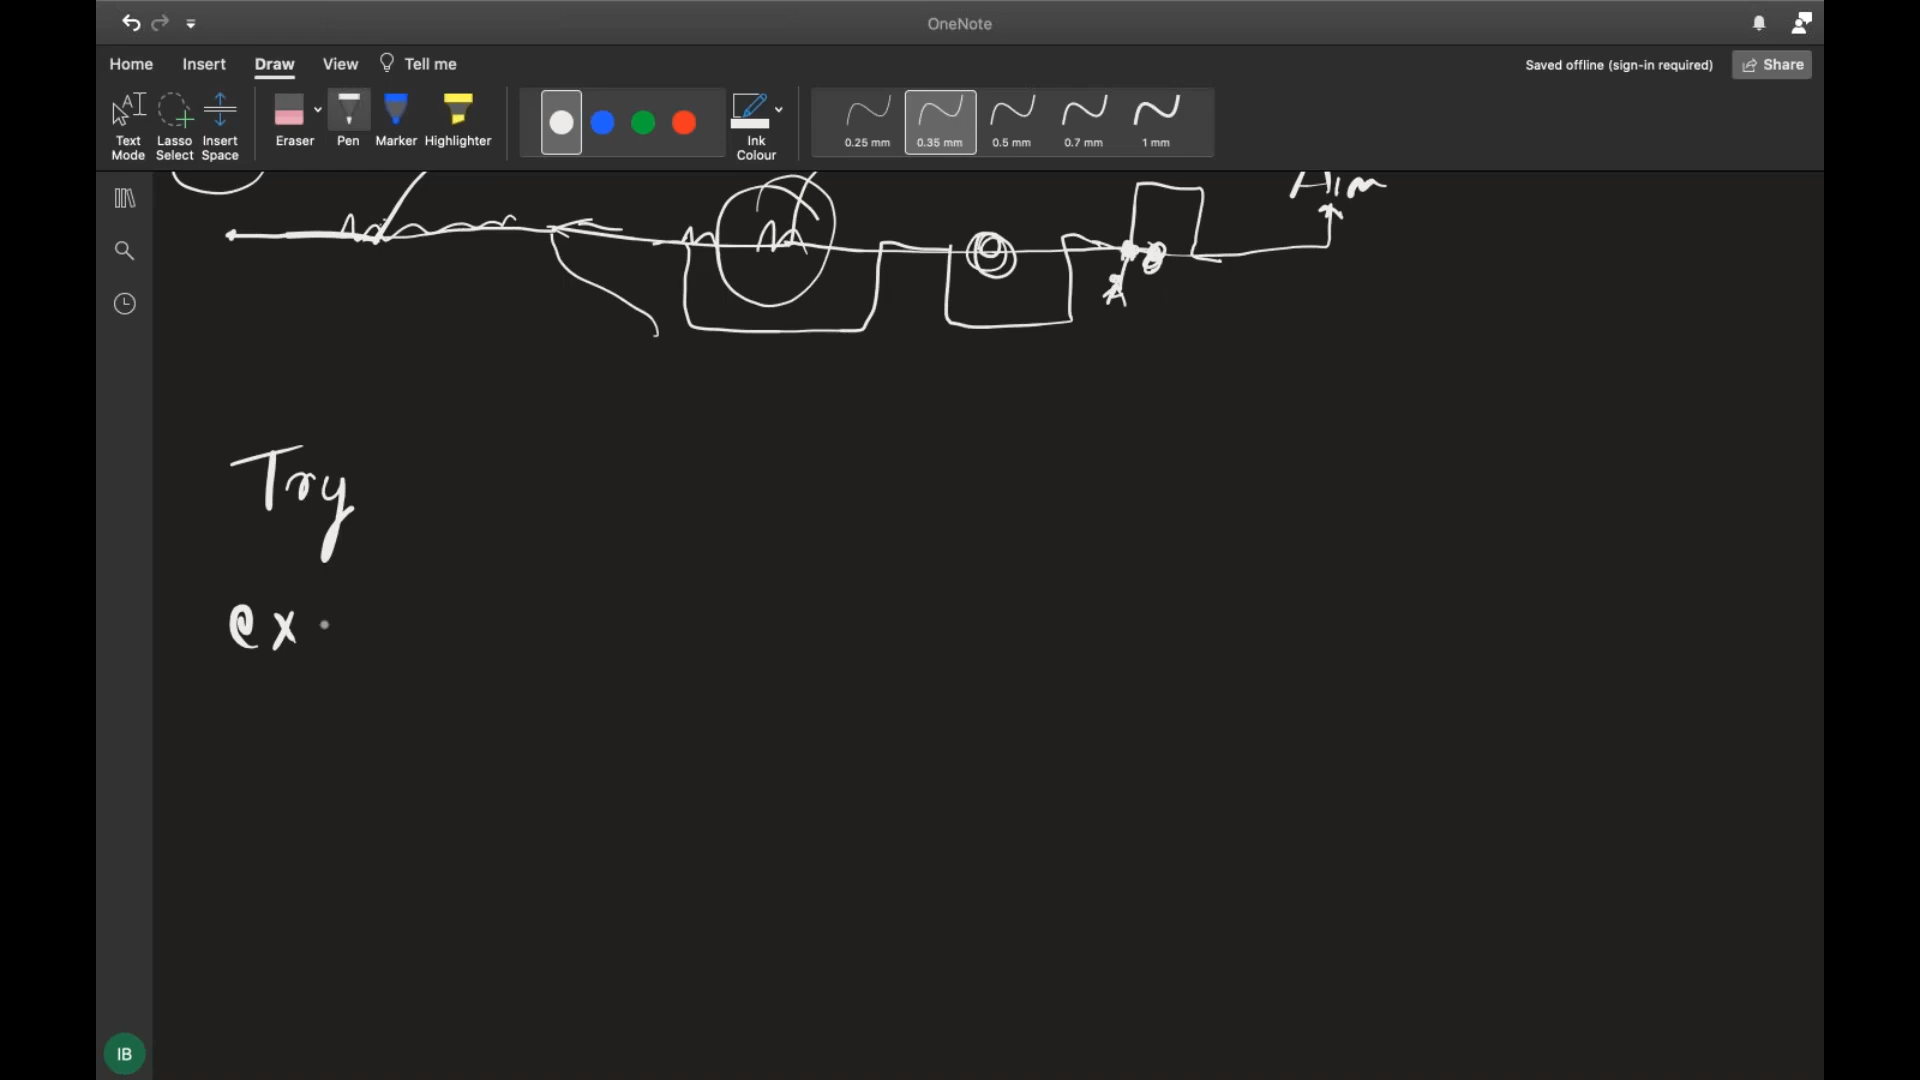 OneNote
Home Insert Draw View Tell me
Saved offline (sign-in required) Share
Text Mode
Lasso Select
Insert Space
Eraser
Pen
Marker
Highlighter
Ink Colour
0.25 mm
0.35 mm
0.5 mm
0.7 mm
1 mm
Aim
A
Try
ex
IB